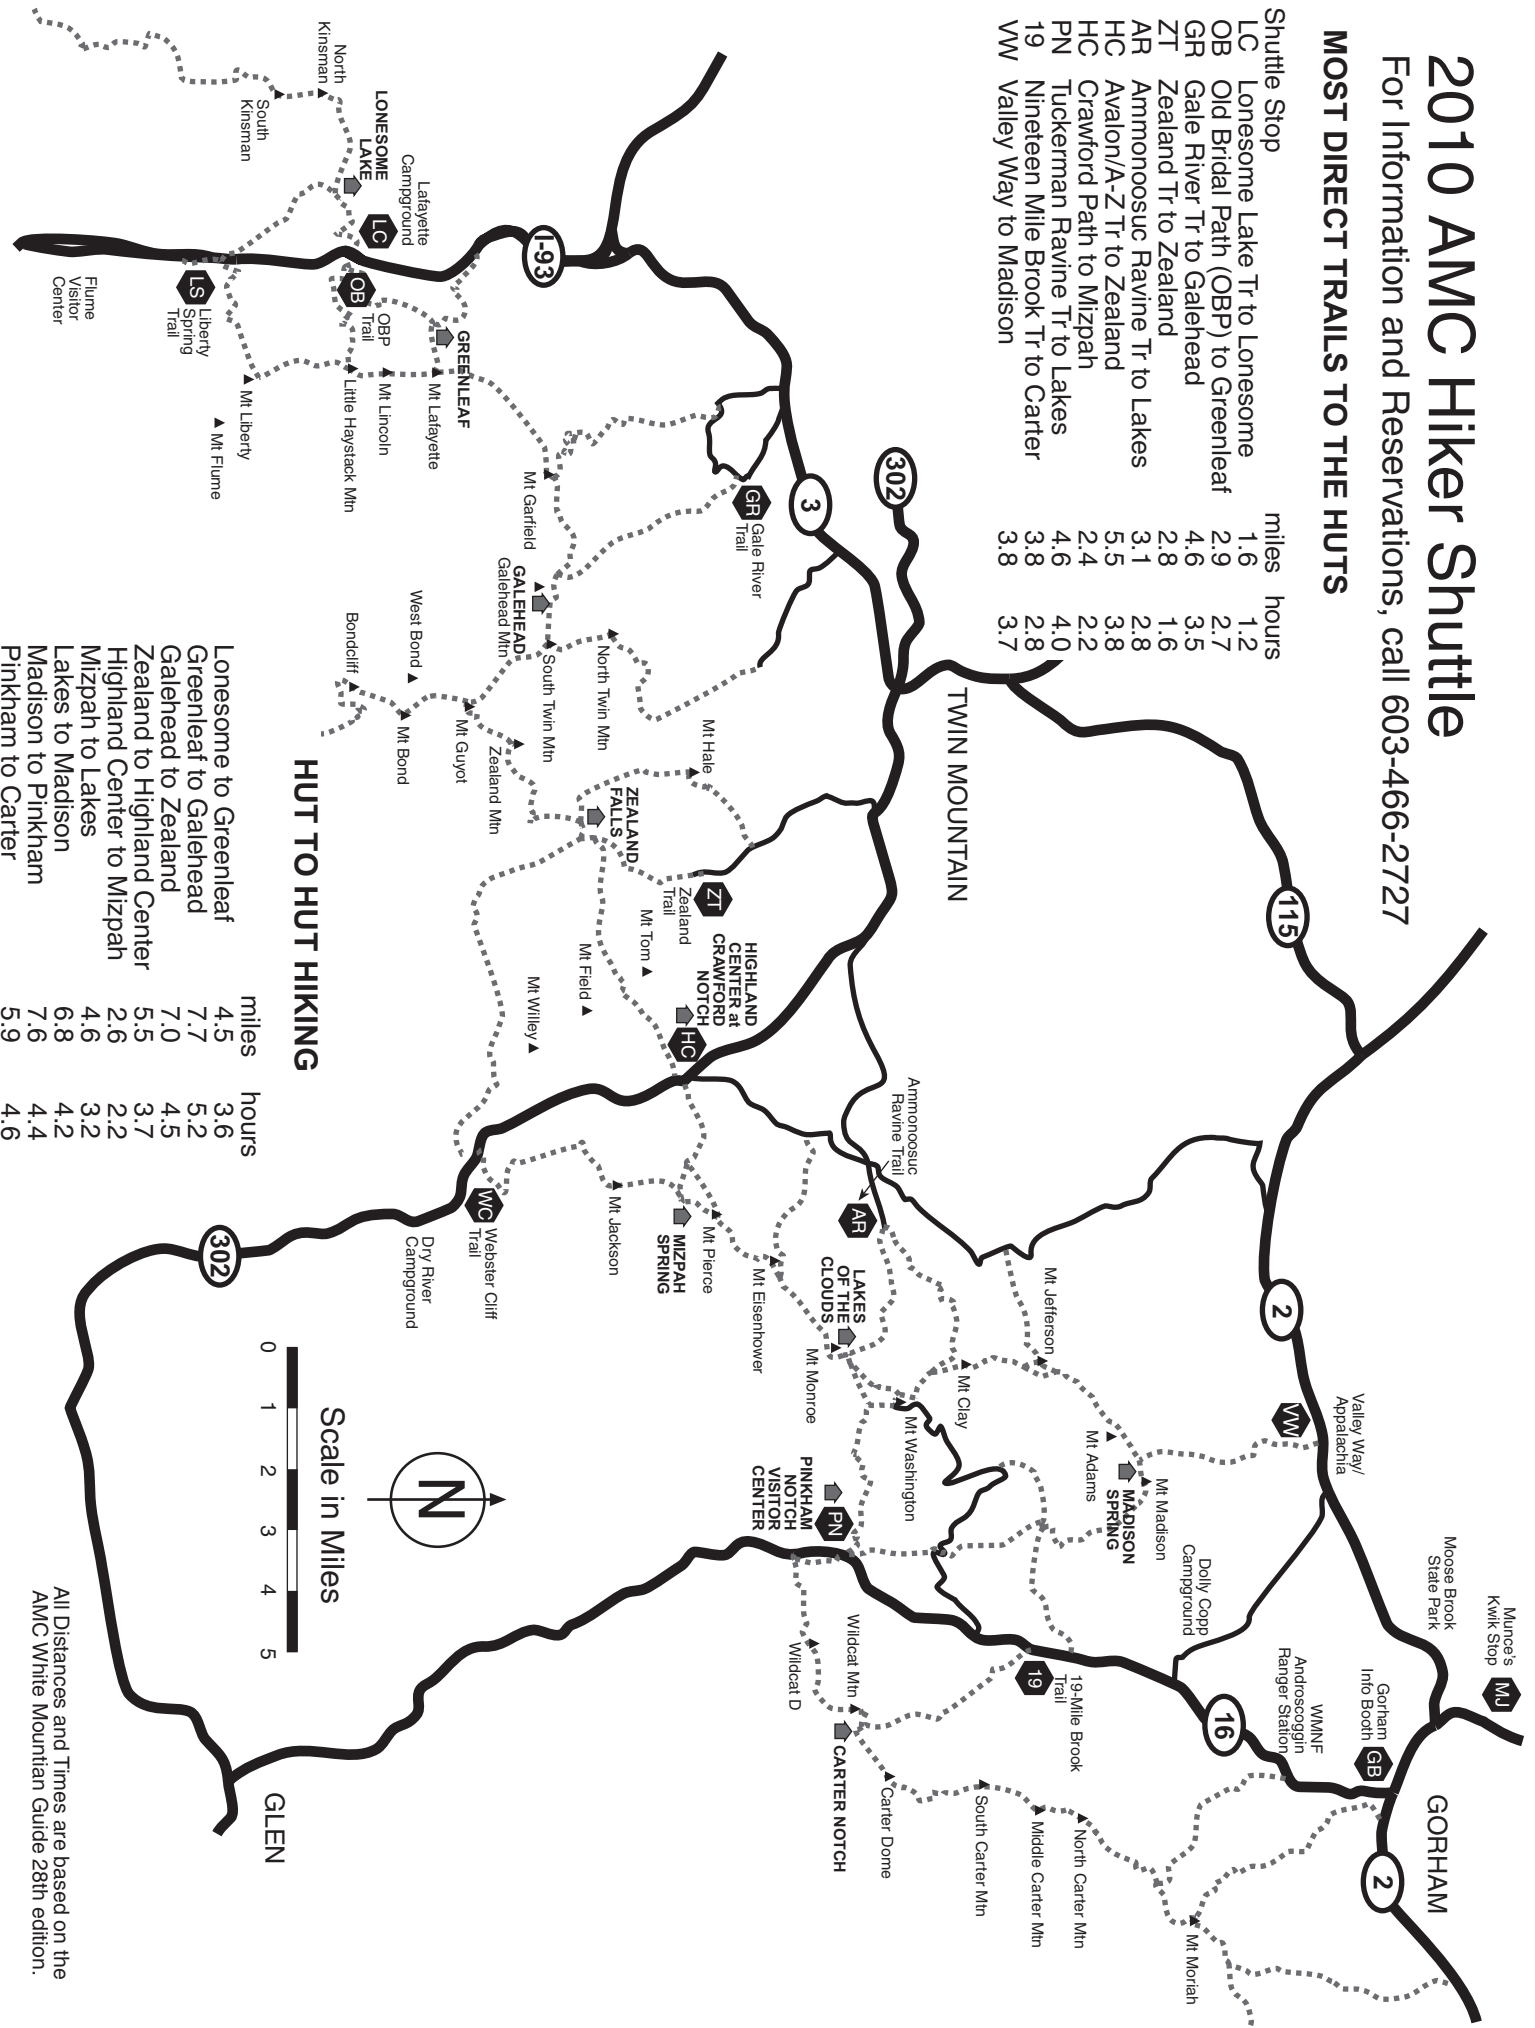 2010 AMC Hiker Shuttle
For Information and Reservations, call 603-466-2727
MOST DIRECT TRAILS TO THE HUTS
Shuttle Stop miles hours
LC Lonesome Lake Tr to Lonesome 1.6 1.2
OB Old Bridal Path (OBP) to Greenleaf 2.9 2.7
GR Gale River Tr to Galehead 4.6 3.5
ZT Zealand Tr to Zealand 2.8 1.6
AR Ammonoosuc Ravine Tr to Lakes 3.1 2.8
HC Avalon/A-Z Tr to Zealand 5.5 3.8
HC Crawford Path to Mizpah 2.4 2.2
PN Tuckerman Ravine Tr to Lakes 4.6 4.0
19 Nineteen Mile Brook Tr to Carter 3.8 2.8
VW Valley Way to Madison 3.8 3.7
Munce's
Kwik Stop
MJ
Moose Brook
State Park
GORHAM
Gorham
Info Booth
GB
2
WMNF
Androscoggin
Ranger Station
16
Valley Way/
Appalachia
VW
2
115
Dolly Copp
Campground
Mt Moriah
Mt Madison
MADISON
SPRING
Mt Adams
Mt Jefferson
19-Mile Brook
Trail
19
North Carter Mtn
Middle Carter Mtn
South Carter Mtn
Carter Dome
CARTER NOTCH
Wildcat Mtn
Wildcat D
Mt Clay
Mt Washington
PN
PINKHAM
NOTCH
VISITOR
CENTER
Ammonoosuc
Ravine Trail
AR
LAKES
OF THE
CLOUDS
Mt Monroe
Mt Eisenhower
Mt Pierce
MIZPAH
SPRING
Mt Jackson
TWIN MOUNTAIN
302
3
I-93
Gale River
Trail
GR
Mt Hale
North Twin Mtn
South Twin Mtn
GALEHEAD
Galehead Mtn
Mt Garfield
ZEALAND
FALLS
ZT
Zealand
Trail
HIGHLAND
CENTER at
CRAWFORD
NOTCH
HC
Mt Tom
Mt Field
Mt Willey
Zealand Mtn
Mt Guyot
West Bond
Mt Bond
Bondcliff
GREENLEAF
Mt Lafayette
Mt Lincoln
Little Haystack Mtn
OBP
Trail
OB
Lafayette
Campground
LC
LONESOME
LAKE
North
Kinsman
South
Kinsman
Mt Liberty
Mt Flume
LS
Liberty
Spring
Trail
Flume
Visitor
Center
WC
Webster Cliff
Trail
Dry River
Campground
302
GLEN
HUT TO HUT HIKING
miles hours
Lonesome to Greenleaf 4.5 3.6
Greenleaf to Galehead 7.7 5.2
Galehead to Zealand 7.0 4.5
Zealand to Highland Center 5.5 3.7
Highland Center to Mizpah 2.6 2.2
Mizpah to Lakes 4.6 3.2
Lakes to Madison 6.8 4.2
Madison to Pinkham 7.6 4.4
Pinkham to Carter 5.9 4.6
N
Scale in Miles
0 1 2 3 4 5
All Distances and Times are based on the
AMC White Mountian Guide 28th edition.